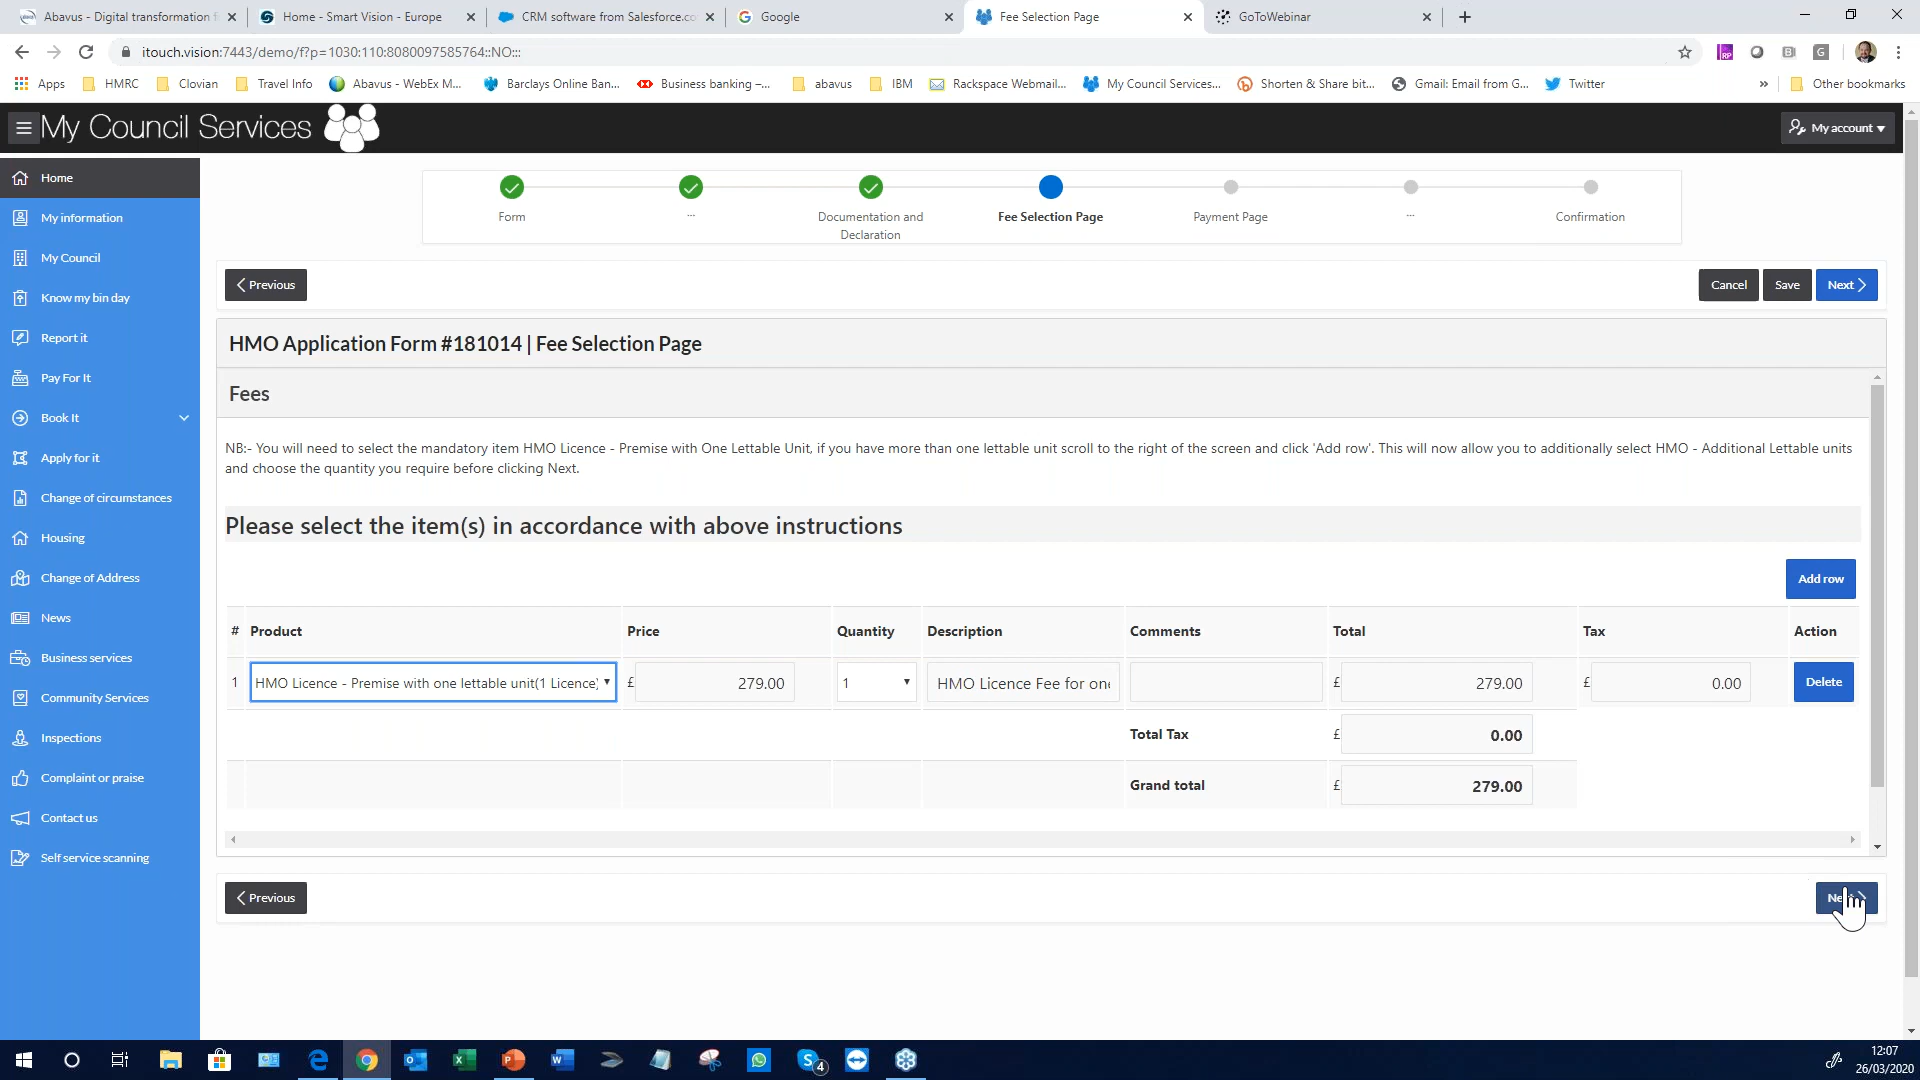 Abavus - Digital transformation f
Home - Smart Vision - Europe
CRM software from Salesforce.co
Google
Fee Selection Page
GoToWebinar
itouch.vision:7443/demo/f?p=1030:110:8080097585764::NO:::
Apps
HMRC
Clovian
Travel Info
Abavus - WebEx M...
Barclays Online Ban...
Business banking –...
abavus
IBM
Rackspace Webmail...
My Council Services...
Shorten & Share bit...
Gmail: Email from G...
Twitter
»
Other bookmarks
My Council Services
My account
Home
My information
My Council
Know my bin day
Report it
Pay For It
Book It
Apply for it
Change of circumstances
Housing
Change of Address
News
Business services
Community Services
Inspections
Complaint or praise
Contact us
Self service scanning
Form
...
Documentation and
Declaration
Fee Selection Page
Payment Page
...
Confirmation
Previous
Cancel
Save
Next
HMO Application Form #181014 | Fee Selection Page
Fees
NB:- You will need to select the mandatory item HMO Licence - Premise with One Lettable Unit, if you have more than one lettable unit scroll to the right of the screen and click 'Add row'. This will now allow you to additionally select HMO - Additional Lettable units
and choose the quantity you require before clicking Next.
Please select the item(s) in accordance with above instructions
Add row
# Product Price Quantity Description Comments Total Tax Action
1 HMO Licence - Premise with one lettable unit(1 Licence) £ 279.00 1 HMO Licence Fee for one £ 279.00 £ 0.00 Delete
Total Tax £ 0.00
Grand total £ 279.00
Previous
12:07
26/03/2020